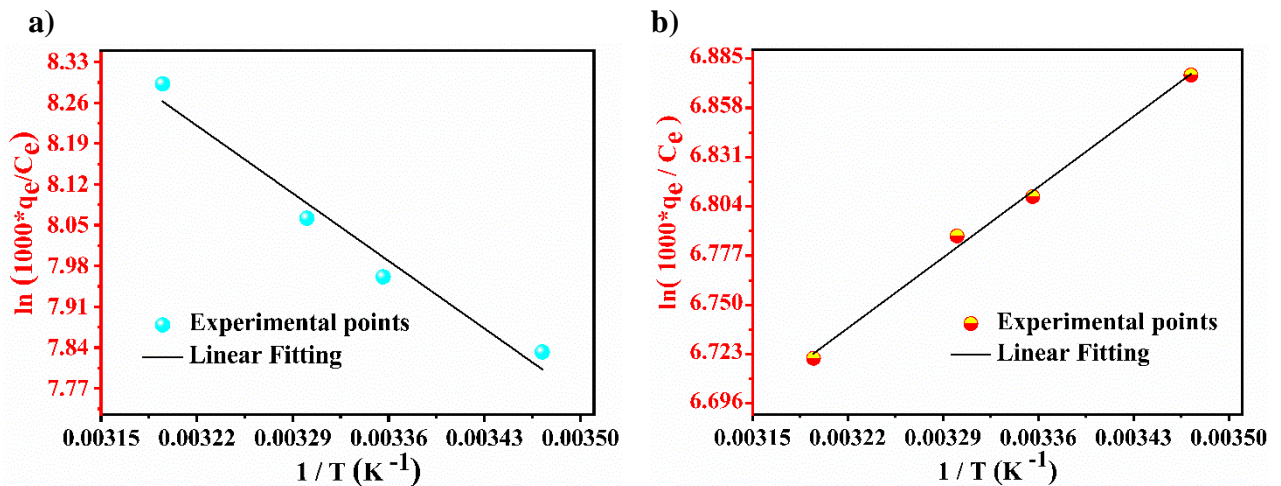 a)
ln (1000*qe/Ce)
8.33
8.26
8.19
8.12
8.05
7.98
7.91
7.84
7.77
Experimental points
Linear Fitting
0.00315 0.00322 0.00329 0.00336 0.00343 0.00350
1 / T (K -1)
b)
ln( 1000*qe / Ce )
6.885
6.858
6.831
6.804
6.777
6.750
6.723
6.696
Experimental points
Linear Fitting
0.00315 0.00322 0.00329 0.00336 0.00343 0.00350
1 / T (K-1)